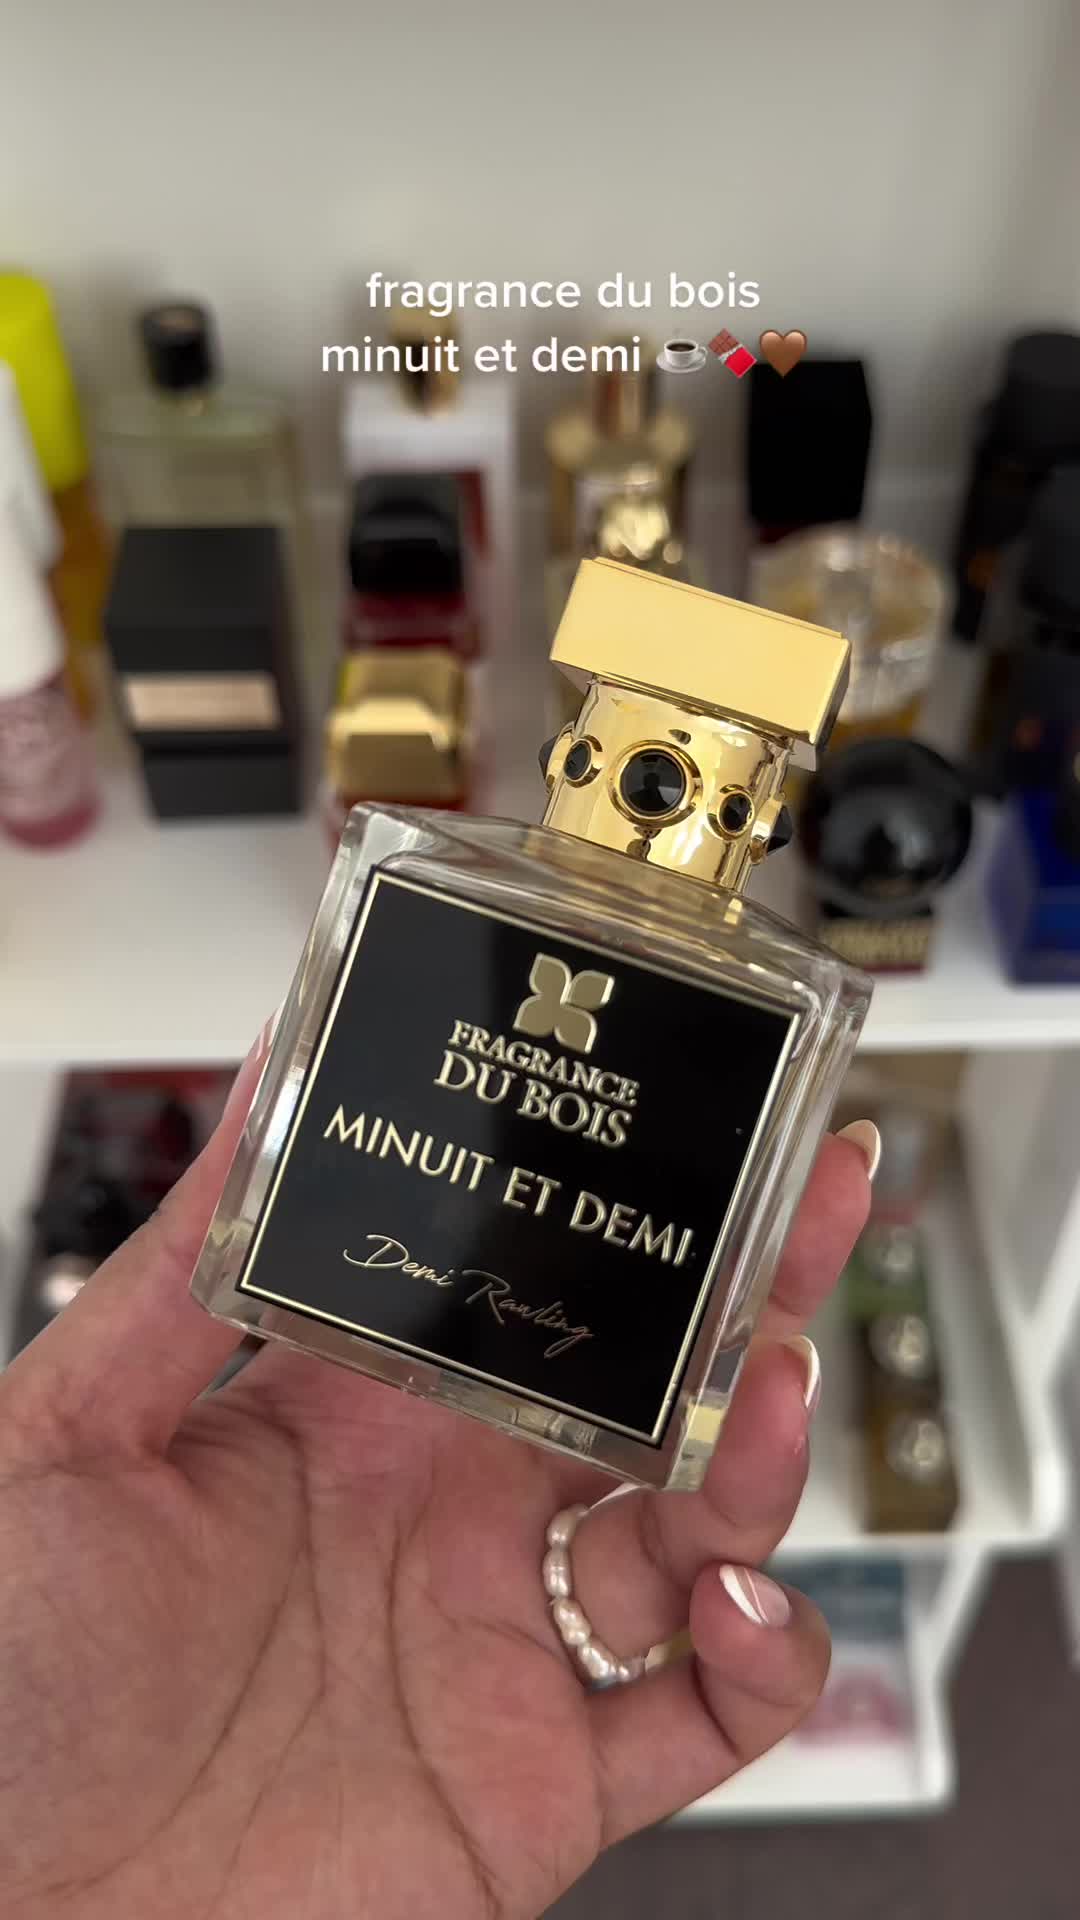 fragrance du bois
minuit et demi ☕🍫🤎
FRAGRANCE
DU BOIS
MINUIT ET DEMI
Demi Rawling